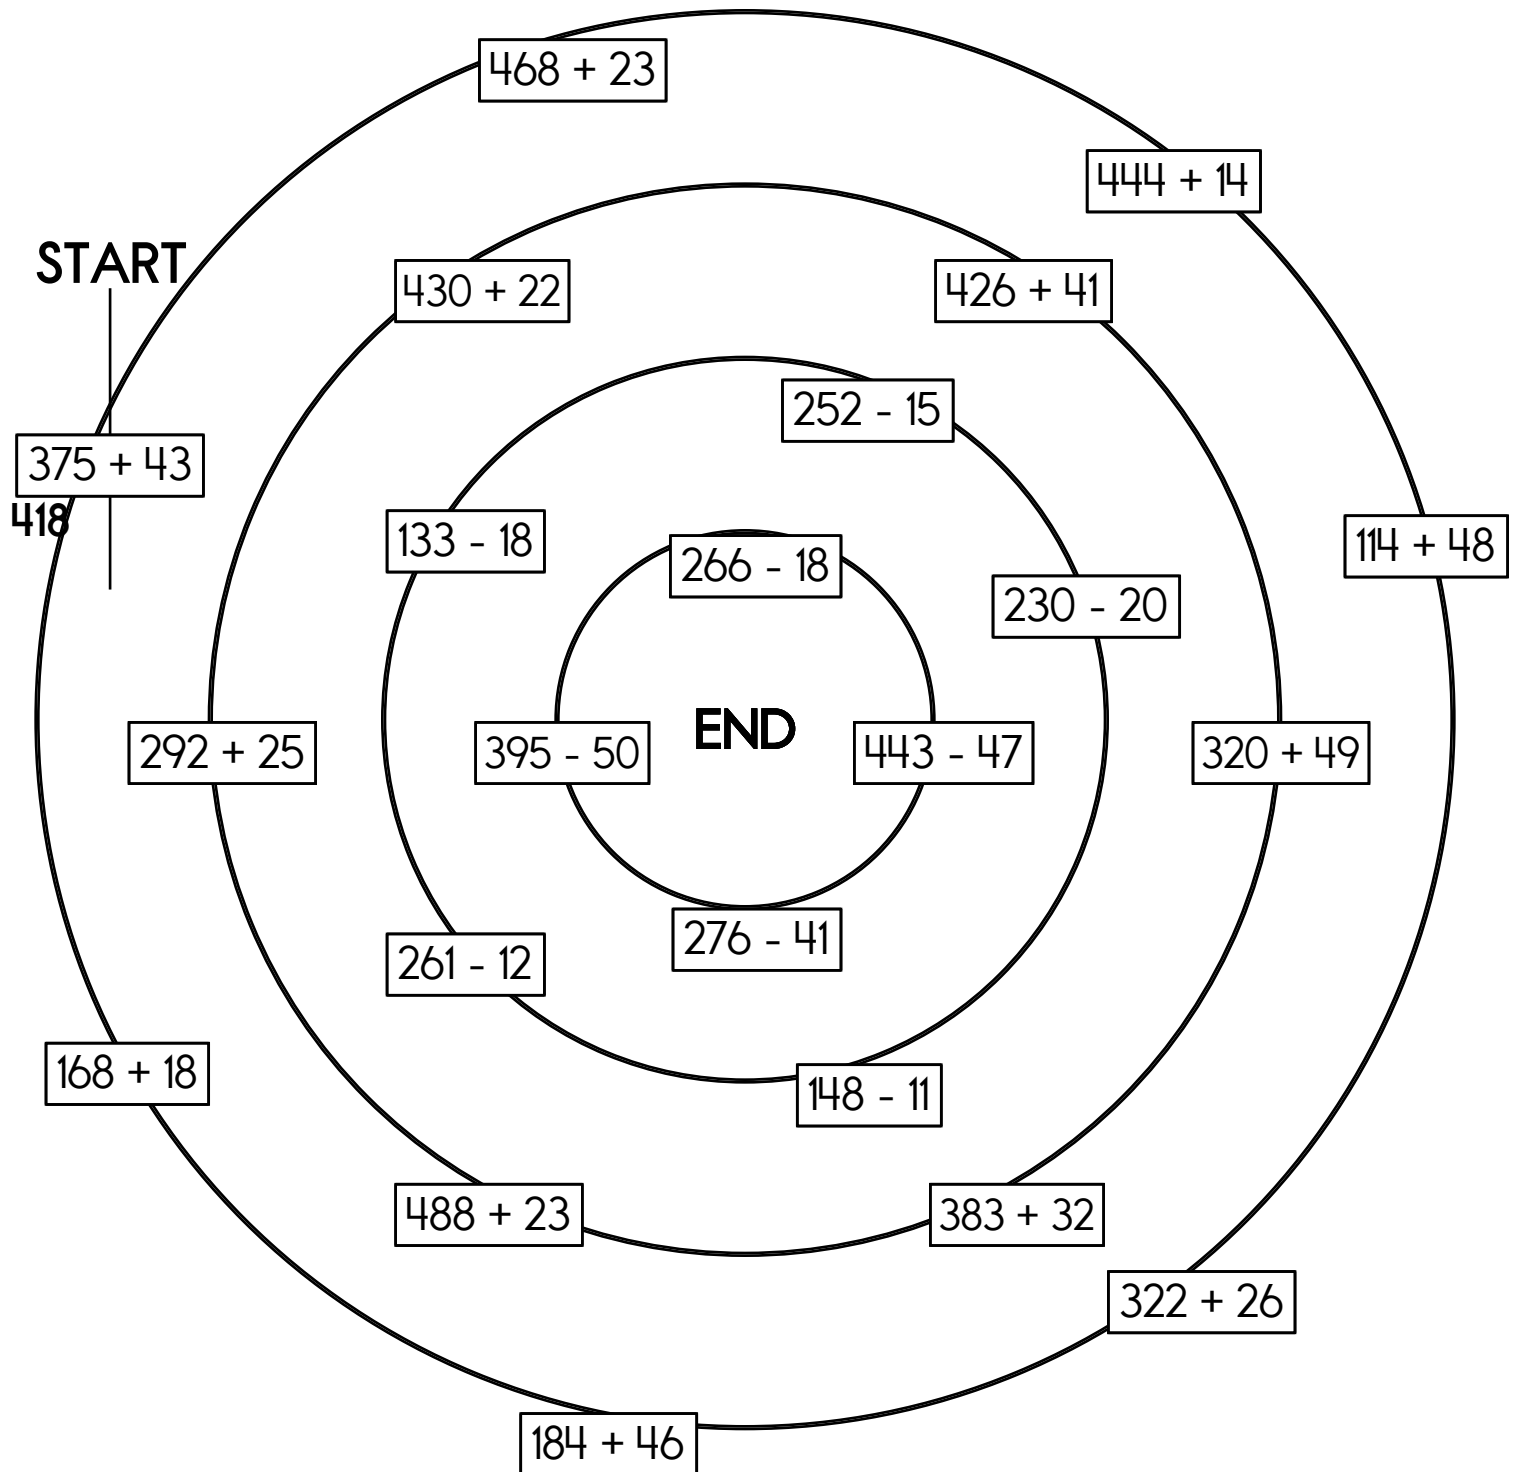 468 + 23
444 + 14
START
430 + 22
426 + 41
252 - 15
375 + 43
418
133 - 18
114 + 48
266 - 18
230 - 20
END
292 + 25
395 - 50
443 - 47
320 + 49
276 - 41
261 - 12
168 + 18
148 - 11
488 + 23
383 + 32
322 + 26
184 + 46